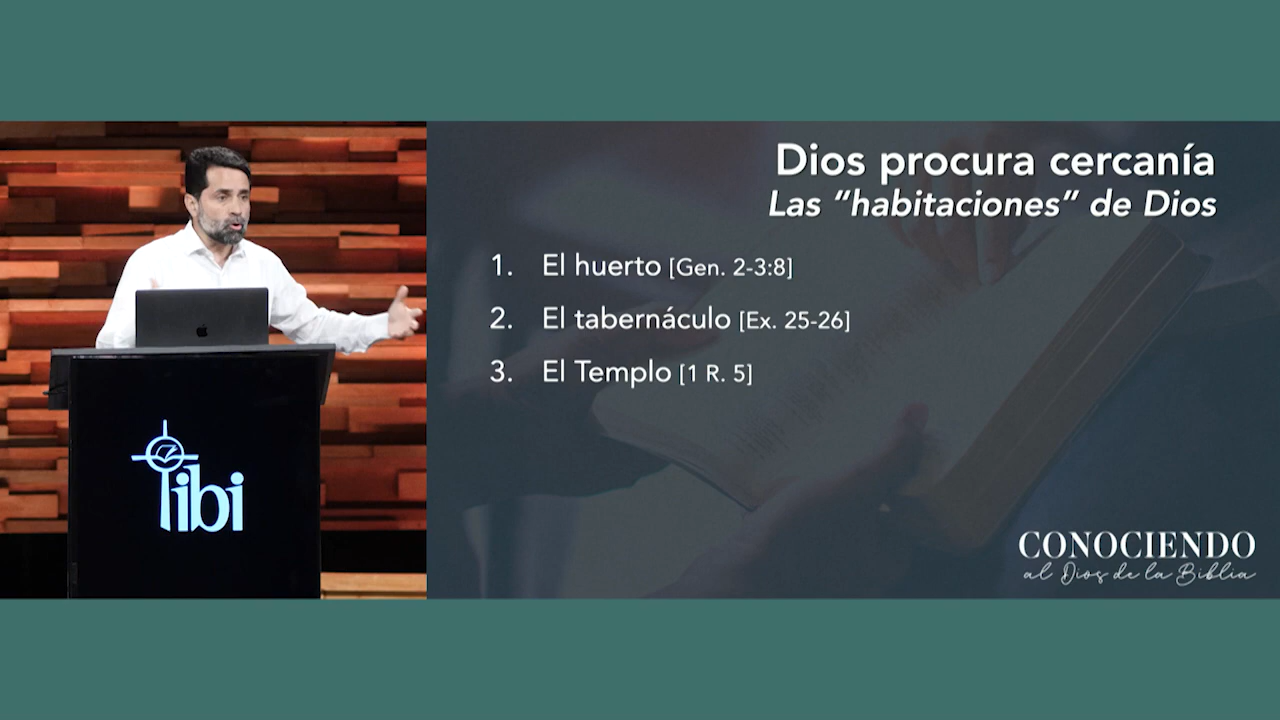 Dios procura cercanía
Las “habitaciones” de Dios
1. El huerto [Gen. 2-3:8]
2. El tabernáculo [Ex. 25-26]
3. El Templo [1 R. 5]
ibi
CONOCIENDO
al Dios de la Biblia